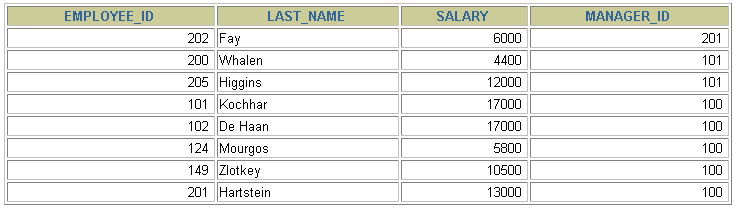 EMPLOYEE_ID LAST_NAME SALARY MANAGER_ID
202 Fay 6000 201
200 Whalen 4400 101
205 Higgins 12000 101
101 Kochhar 17000 100
102 De Haan 17000 100
124 Mourgos 5800 100
149 Zlotkey 10500 100
201 Hartstein 13000 100